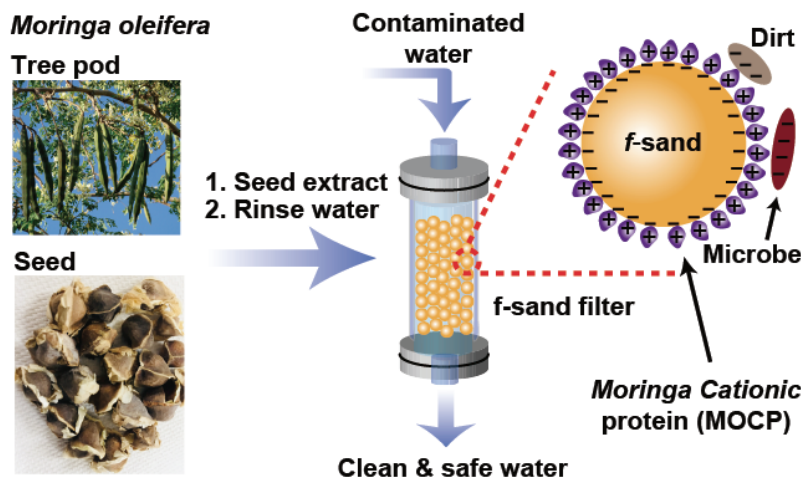 Moringa oleifera
Tree pod
Seed
1. Seed extract
2. Rinse water
Contaminated
water
f-sand filter
Clean & safe water
f-sand
Dirt
Microbe
Moringa Cationic
protein (MOCP)